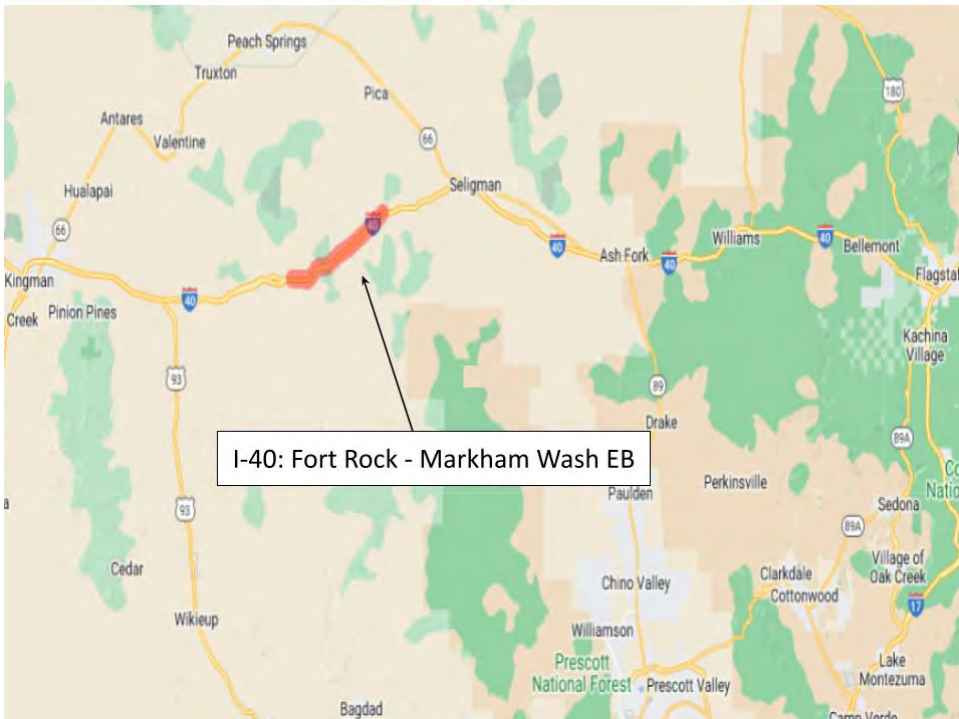 Peach Springs
Truxton
180
Pica
Antares
66
Valentine
Seligman
Hualapai
40
66
Williams
40
Bellemont
40
Ash Fork
40
Flagstaf
Kingman
40
Creek
Pinion Pines
Kachina
Village
93
89
Drake
89A
I-40: Fort Rock - Markham Wash EB
Paulden
Perkinsville
Co
Natio
a
93
Sedona
89A
Cedar
Chino Valley
Clarkdale
Cottonwood
Village of
Oak Creek
17
Wikieup
Williamson
Prescott
National Forest
Prescott Valley
Lake
Montezuma
Bagdad
Camp Verde